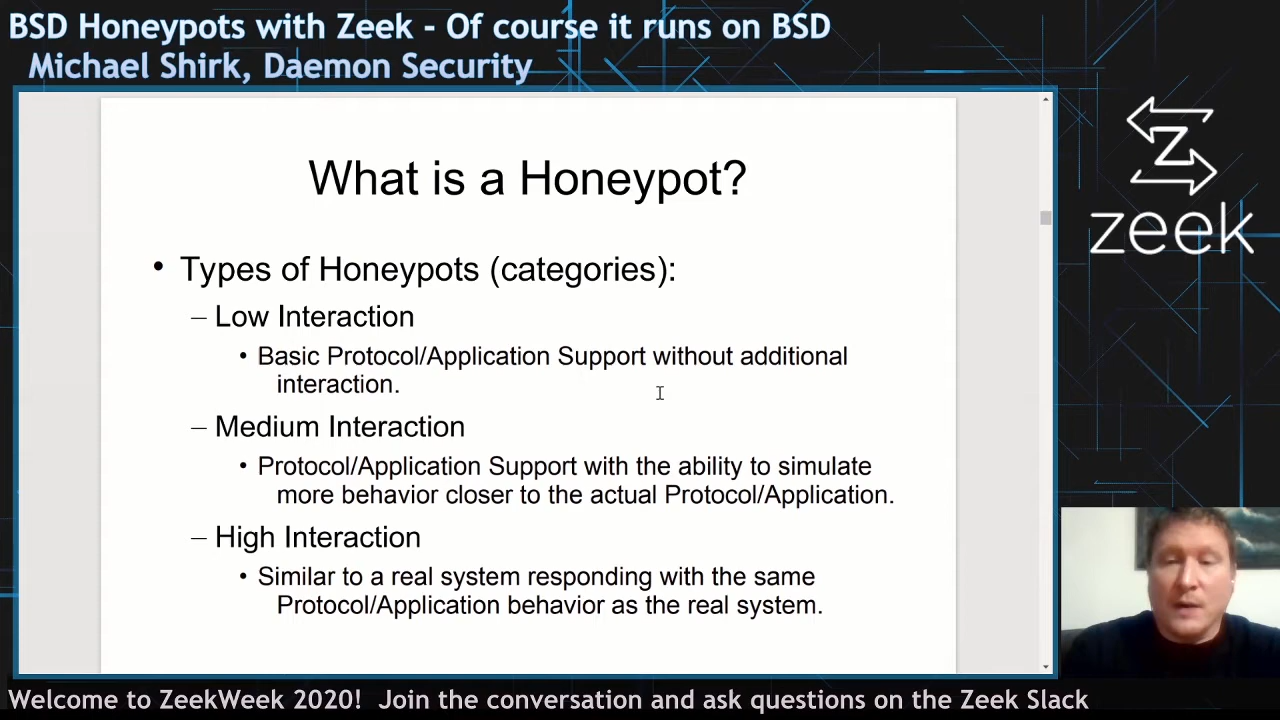 BSD Honeypots with Zeek - Of course it runs on BSD
Michael Shirk, Daemon Security
zeek
What is a Honeypot?
• Types of Honeypots (categories):
– Low Interaction
• Basic Protocol/Application Support without additional
interaction.
– Medium Interaction
• Protocol/Application Support with the ability to simulate
more behavior closer to the actual Protocol/Application.
– High Interaction
• Similar to a real system responding with the same
Protocol/Application behavior as the real system.
Welcome to ZeekWeek 2020! Join the conversation and ask questions on the Zeek Slack